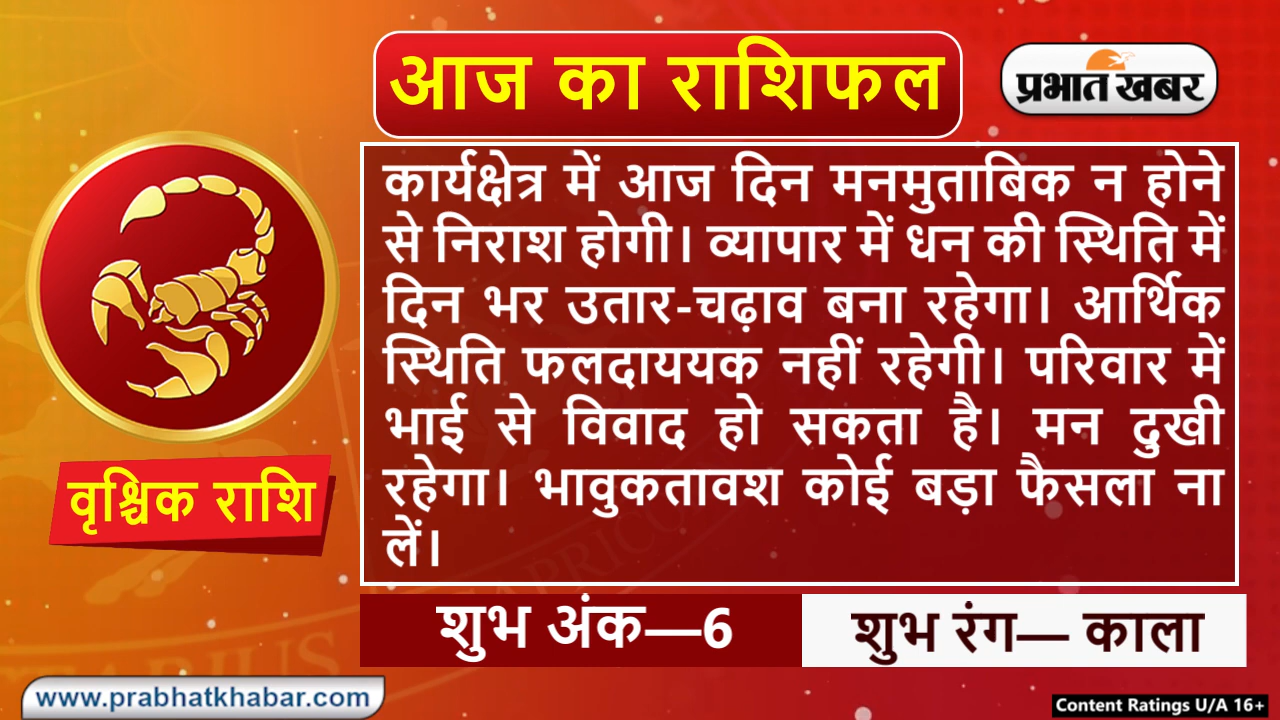 आज का राशिफल
प्रभात खबर
कार्यक्षेत्र में आज दिन मनमुताबिक न होने
से निराश होगी। व्यापार में धन की स्थिति में
दिन भर उतार-चढ़ाव बना रहेगा। आर्थिक
स्थिति फलदाययक नहीं रहेगी। परिवार में
भाई से विवाद हो सकता है। मन दुखी
रहेगा। भावुकतावश कोई बड़ा फैसला ना
लें।
वृश्चिक राशि
शुभ अंक—6
शुभ रंग— काला
www.prabhatkhabar.com
Content Ratings U/A 16+